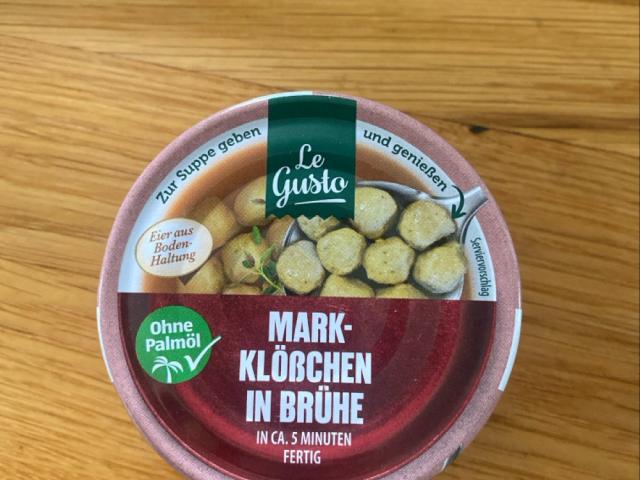 Zur Suppe geben
und genießen
Le
Gusto
Eier aus
Boden-
Haltung
Serviervorschlag
Ohne
Palmöl
MARK-
KLÖßCHEN
IN BRÜHE
IN CA. 5 MINUTEN
FERTIG